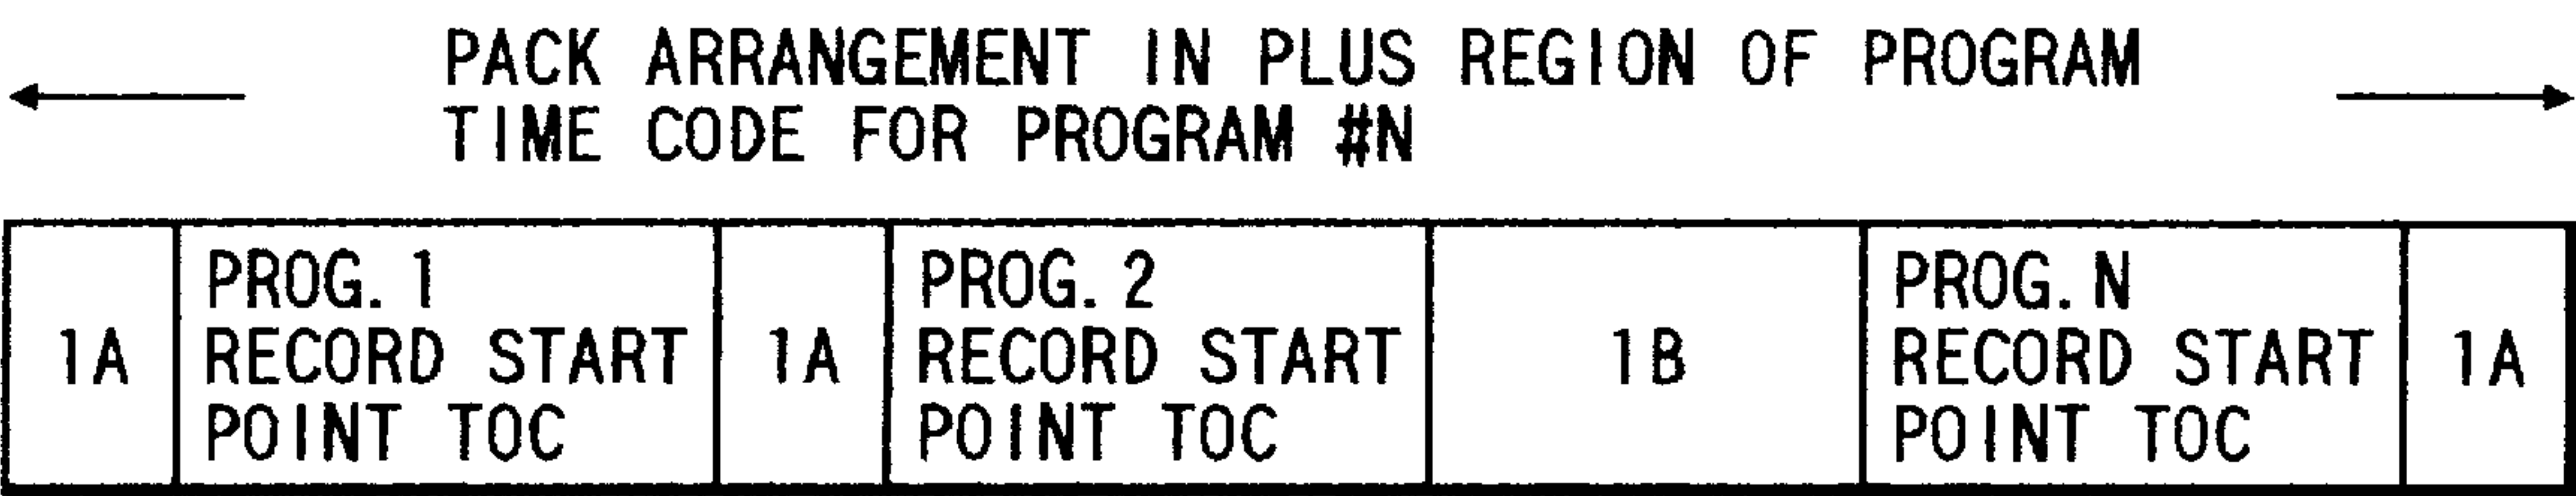 PACK ARRANGEMENT IN PLUS REGION OF PROGRAM
TIME CODE FOR PROGRAM #N
1A
PROG. 1
RECORD START
POINT TOC
1A
PROG. 2
RECORD START
POINT TOC
1B
PROG. N
RECORD START
POINT TOC
1A